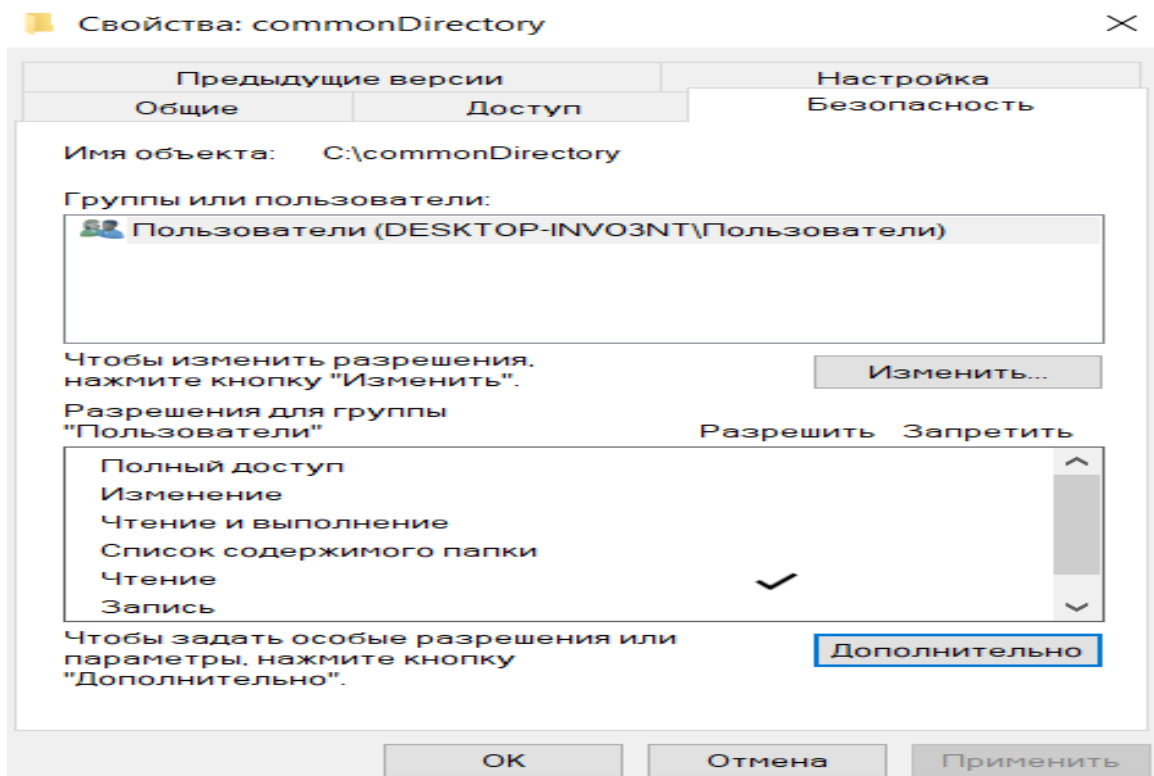 Свойства: commonDirectory
Предыдущие версии
Настройка
Общие
Доступ
Безопасность
Имя объекта: C:\commonDirectory
Группы или пользователи:
Пользователи (DESKTOP-INVO3NT\Пользователи)
Чтобы изменить разрешения,
нажмите кнопку "Изменить".
Изменить...
Разрешения для группы
"Пользователи"
Разрешить Запретить
Полный доступ
Изменение
Чтение и выполнение
Список содержимого папки
Чтение
Запись
Чтобы задать особые разрешения или
параметры, нажмите кнопку
"Дополнительно".
Дополнительно
ОК
Отмена
Применить